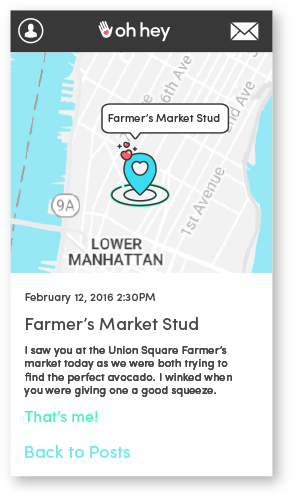 oh hey
6th Ave
2nd Ave
Farmer's Market Stud
1st Avenue
9A
LOWER
MANHATTAN
February 12, 2016 2:30PM
Farmer's Market Stud
I saw you at the Union Square Farmer's
market today as we were both trying to
find the perfect avocado. I winked when
you were giving one a good squeeze.
That's me!
Back to Posts